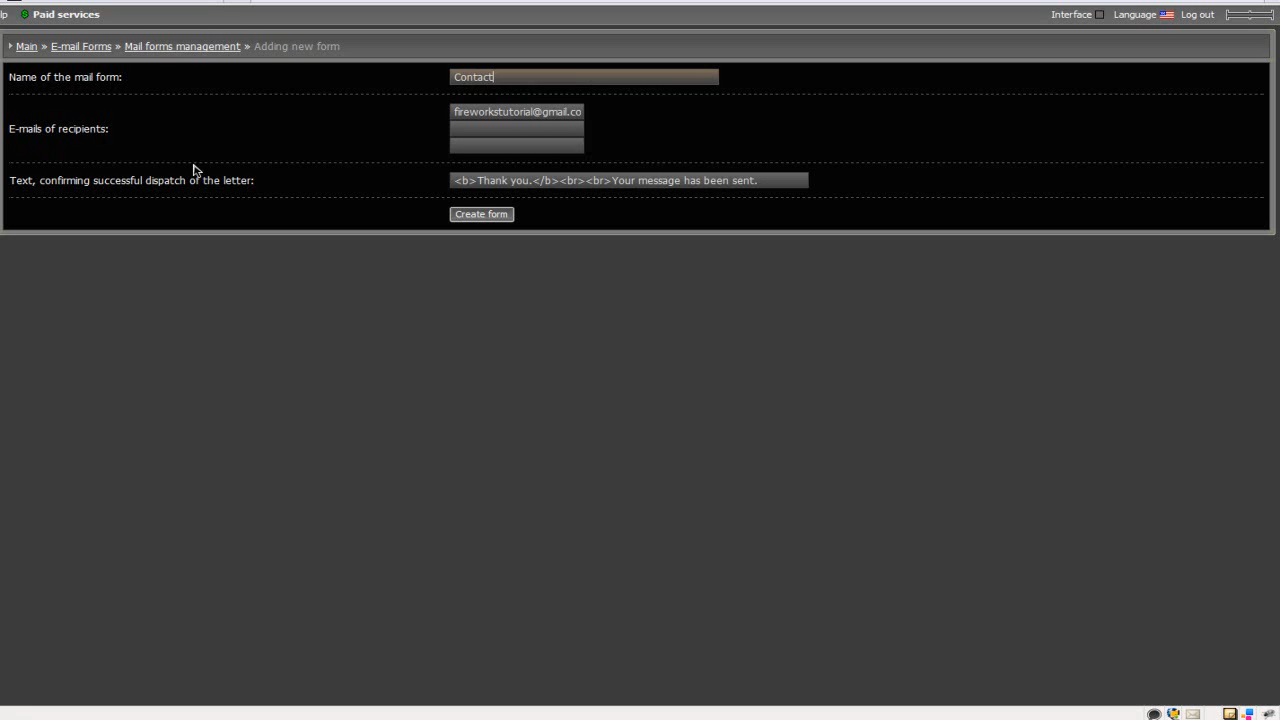 lp Paid services Interface Language Log out
Main » E-mail Forms » Mail forms management » Adding new form
Name of the mail form: Contact
E-mails of recipients: fireworkstutorial@gmail.co
Text, confirming successful dispatch of the letter: <b>Thank you.</b><br><br>Your message has been sent.
Create form